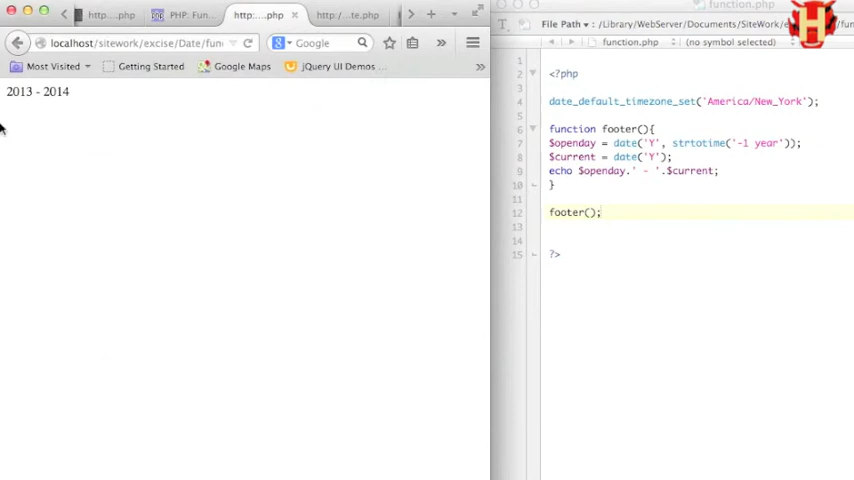 http:...php
PHP: Fun...
http:...php
http:/...te.php
localhost/sitework/excise/Date/fun
Google
Most Visited
Getting Started
Google Maps
jQuery UI Demos ...
2013 - 2014
function.php
File Path : /Library/WebServer/Documents/SiteWork/
function.php
(no symbol selected)
1
2 <?php
3
4 date_default_timezone_set('America/New_York');
5
6 function footer(){
7 $openday = date('Y', strtotime('-1 year'));
8 $current = date('Y');
9 echo $openday.' - '.$current;
10 }
11
12 footer();
13
14
15 ?>